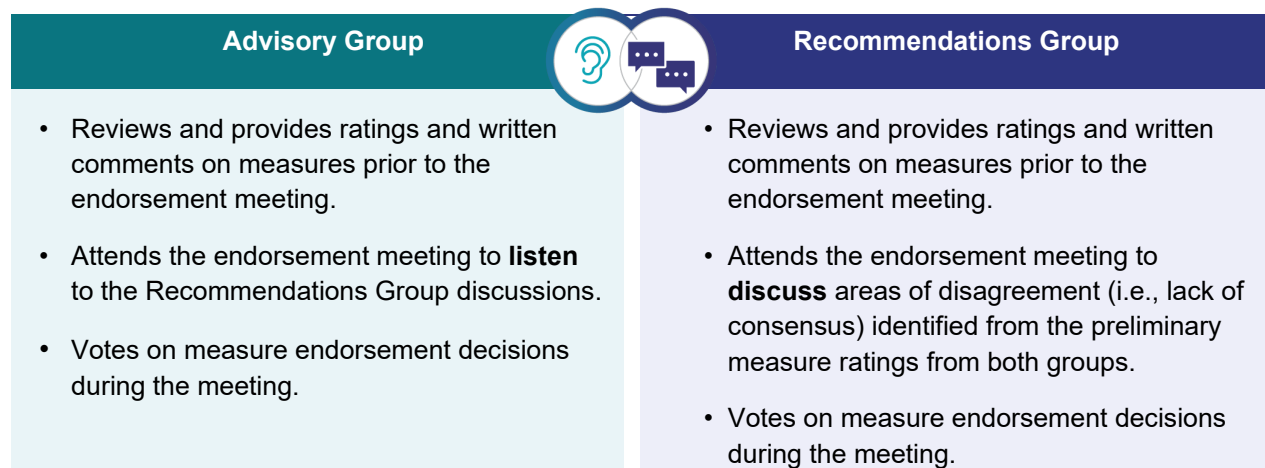 Advisory Group
• Reviews and provides ratings and written
comments on measures prior to the
endorsement meeting.
• Attends the endorsement meeting to listen
to the Recommendations Group discussions.
• Votes on measure endorsement decisions
during the meeting.
Recommendations Group
• Reviews and provides ratings and written
comments on measures prior to the
endorsement meeting.
• Attends the endorsement meeting to
discuss areas of disagreement (i.e., lack of
consensus) identified from the preliminary
measure ratings from both groups.
• Votes on measure endorsement decisions
during the meeting.